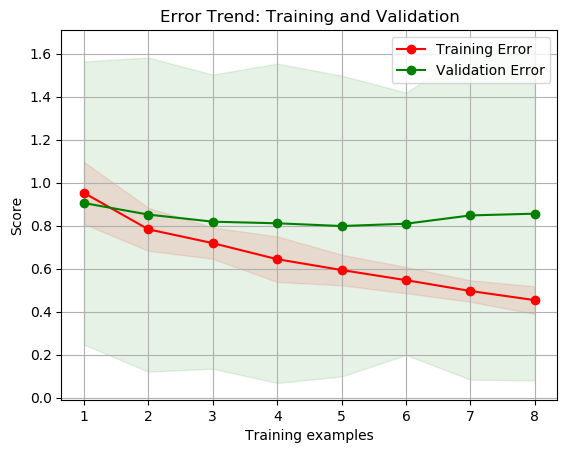 Error Trend: Training and Validation
Training Error
Validation Error
Score
1.6
1.4
1.2
1.0
0.8
0.6
0.4
0.2
0.0
1 2 3 4 5 6 7 8
Training examples